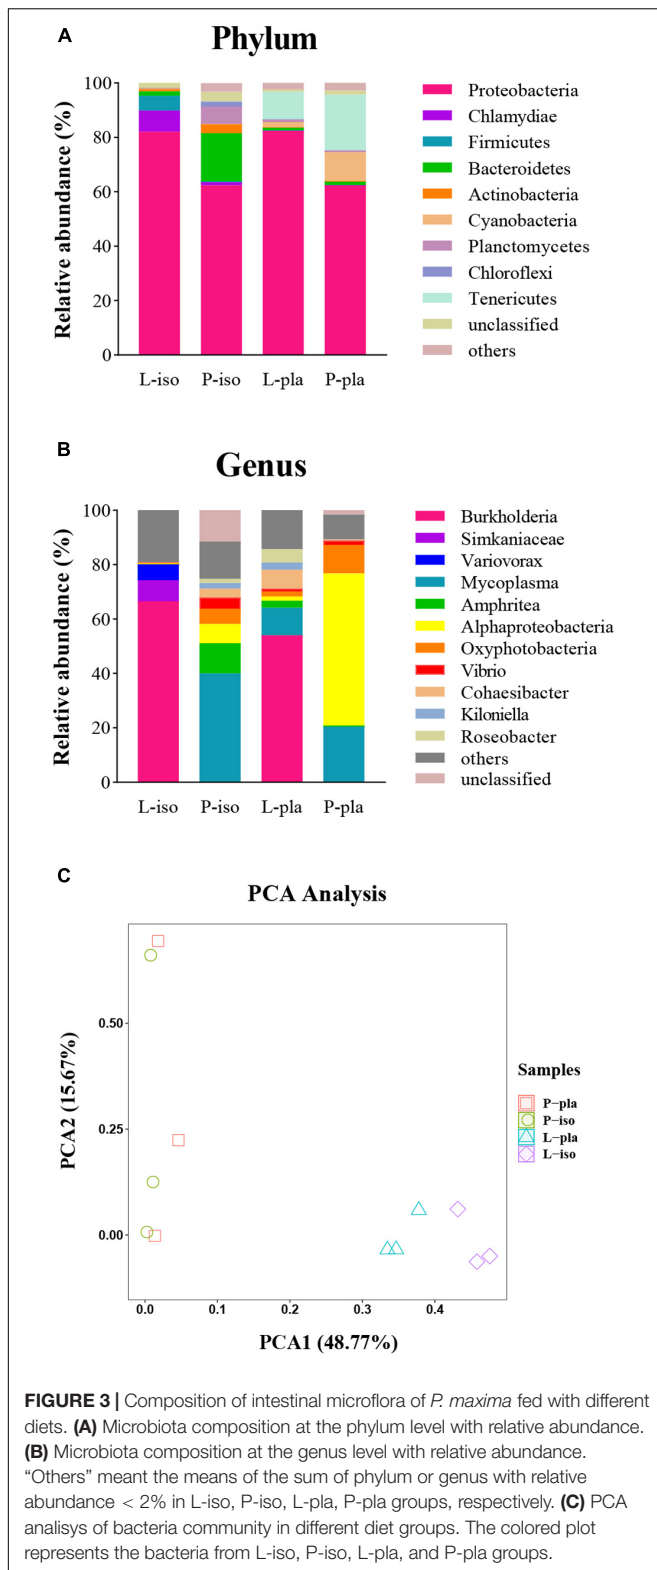 A
Phylum
Relative abundance (%)
100
80
60
40
20
0
L-iso P-iso L-pla P-pla
Proteobacteria
Chlamydiae
Firmicutes
Bacteroidetes
Actinobacteria
Cyanobacteria
Planctomycetes
Chloroflexi
Tenericutes
unclassified
others
B
Genus
Relative abundance (%)
100
80
60
40
20
0
L-iso P-iso L-pla P-pla
Burkholderia
Simkaniaceae
Variovorax
Mycoplasma
Amphritea
Alphaproteobacteria
Oxyphotobacteria
Vibrio
Cohaesibacter
Kiloniella
Roseobacter
others
unclassified
C
PCA Analysis
PCA2 (15.67%)
0.50
0.25
0.00
0.0 0.1 0.2 0.3 0.4
PCA1 (48.77%)
Samples
P-pla
P-iso
L-pla
L-iso
FIGURE 3 | Composition of intestinal microflora of P. maxima fed with different
diets. (A) Microbiota composition at the phylum level with relative abundance.
(B) Microbiota composition at the genus level with relative abundance.
“Others” meant the means of the sum of phylum or genus with relative
abundance < 2% in L-iso, P-iso, L-pla, P-pla groups, respectively. (C) PCA
analisys of bacteria community in different diet groups. The colored plot
represents the bacteria from L-iso, P-iso, L-pla, and P-pla groups.